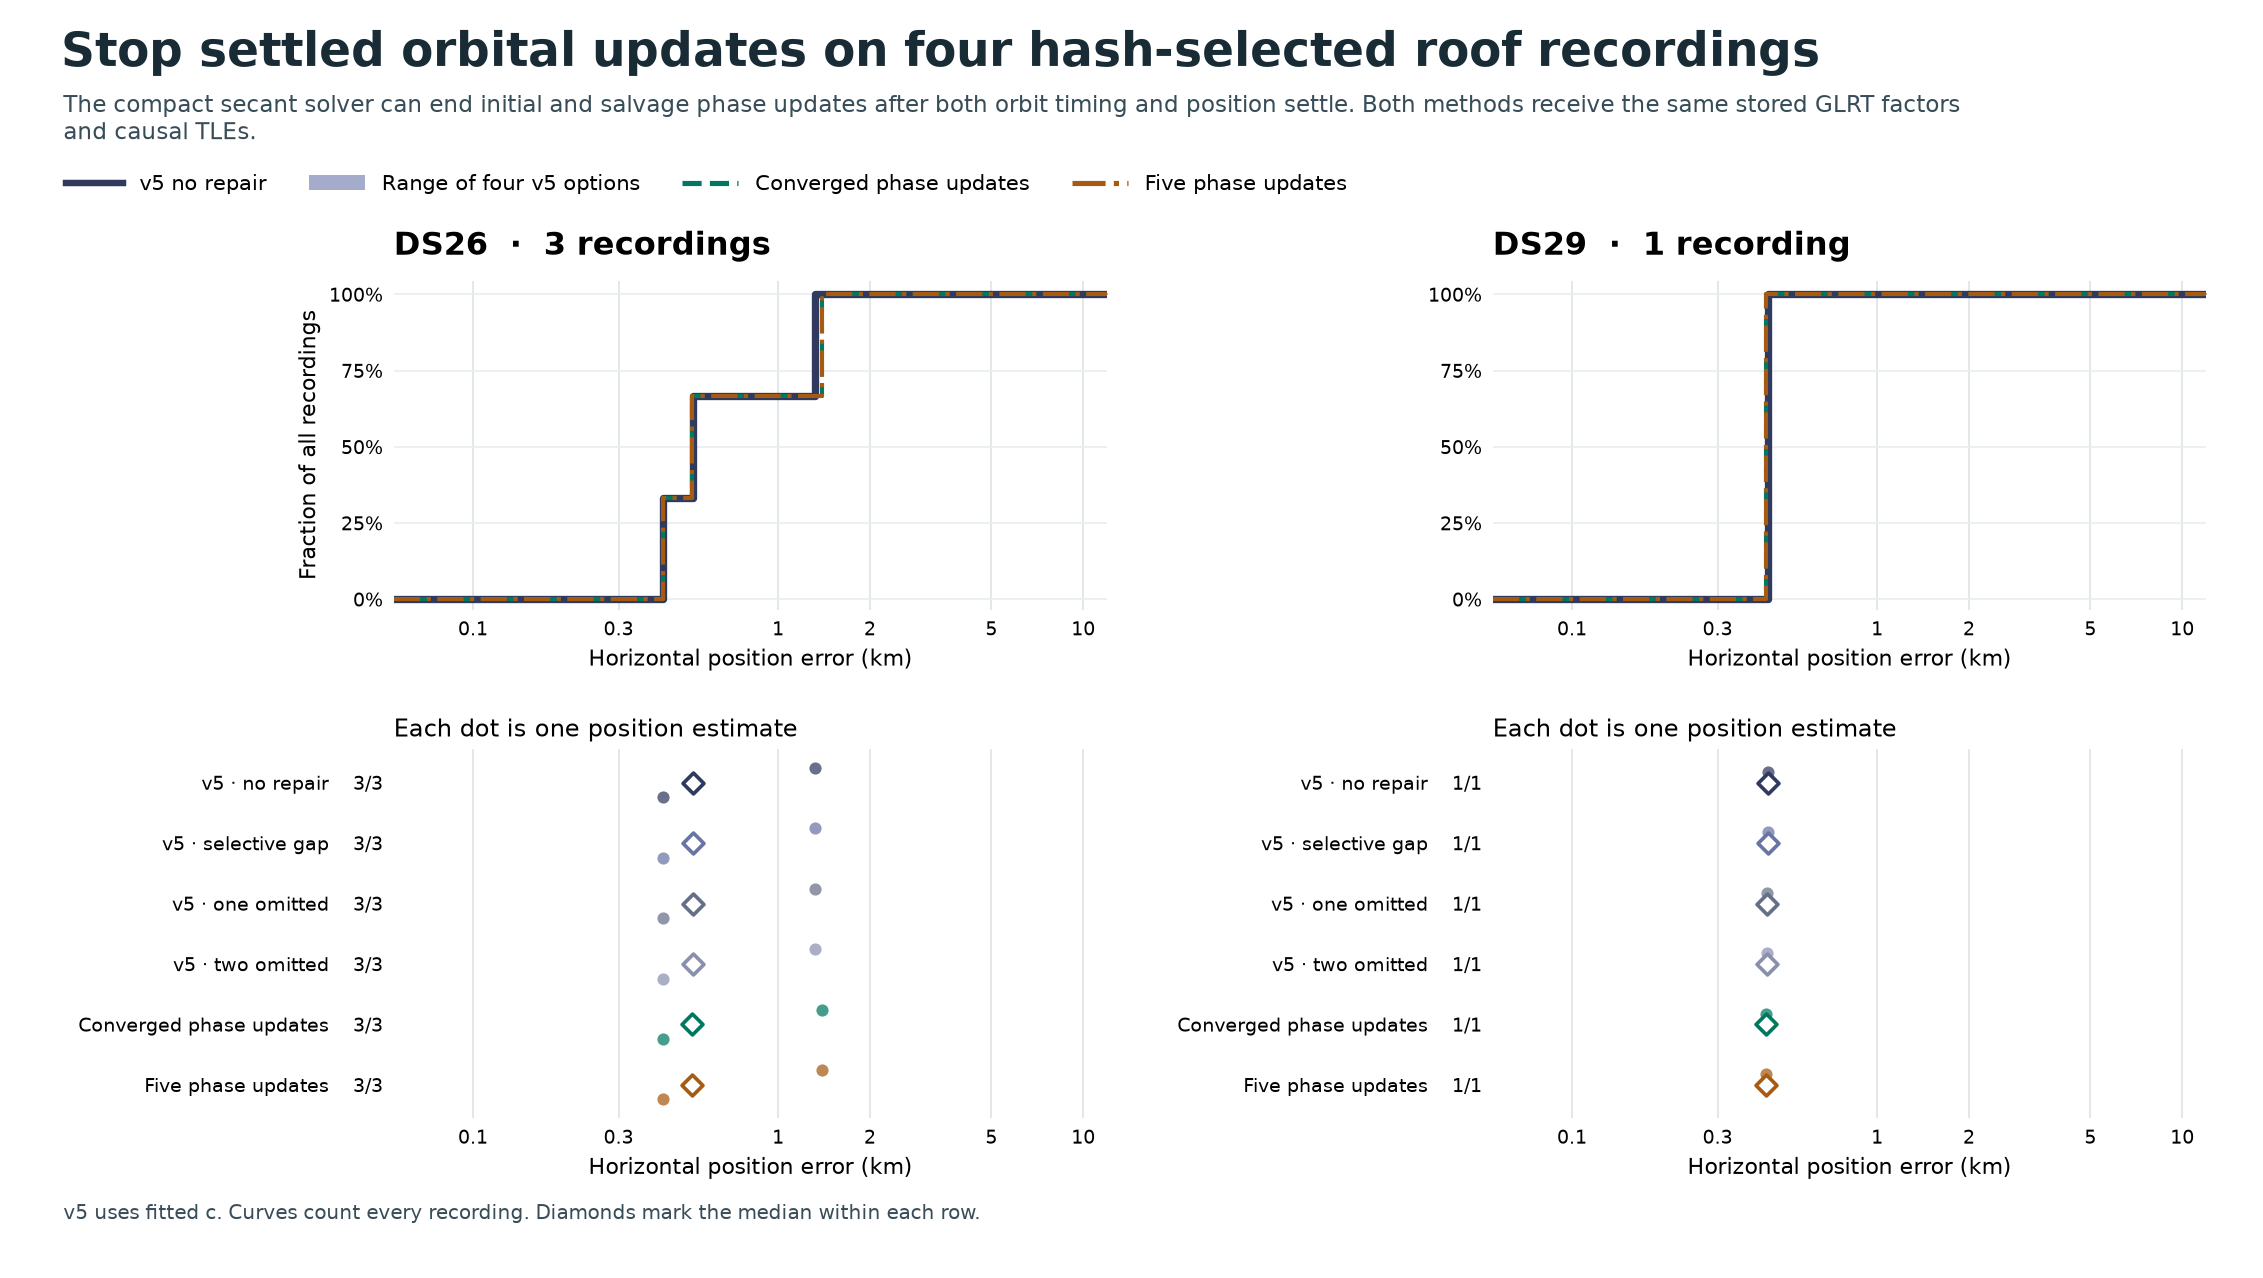 Stop settled orbital updates on four hash-selected roof recordings
The compact secant solver can end initial and salvage phase updates after both orbit timing and position settle. Both methods receive the same stored GLRT factors
and causal TLEs.
v5 no repair
Range of four v5 options
Converged phase updates
Five phase updates
DS26 · 3 recordings
100%
75%
50%
25%
0%
Fraction of all recordings
0.1 0.3 1 2 5 10
Horizontal position error (km)
DS29 · 1 recording
100%
75%
50%
25%
0%
0.1 0.3 1 2 5 10
Horizontal position error (km)
Each dot is one position estimate
v5 · no repair 3/3
v5 · selective gap 3/3
v5 · one omitted 3/3
v5 · two omitted 3/3
Converged phase updates 3/3
Five phase updates 3/3
0.1 0.3 1 2 5 10
Horizontal position error (km)
Each dot is one position estimate
v5 · no repair 1/1
v5 · selective gap 1/1
v5 · one omitted 1/1
v5 · two omitted 1/1
Converged phase updates 1/1
Five phase updates 1/1
0.1 0.3 1 2 5 10
Horizontal position error (km)
v5 uses fitted c. Curves count every recording. Diamonds mark the median within each row.